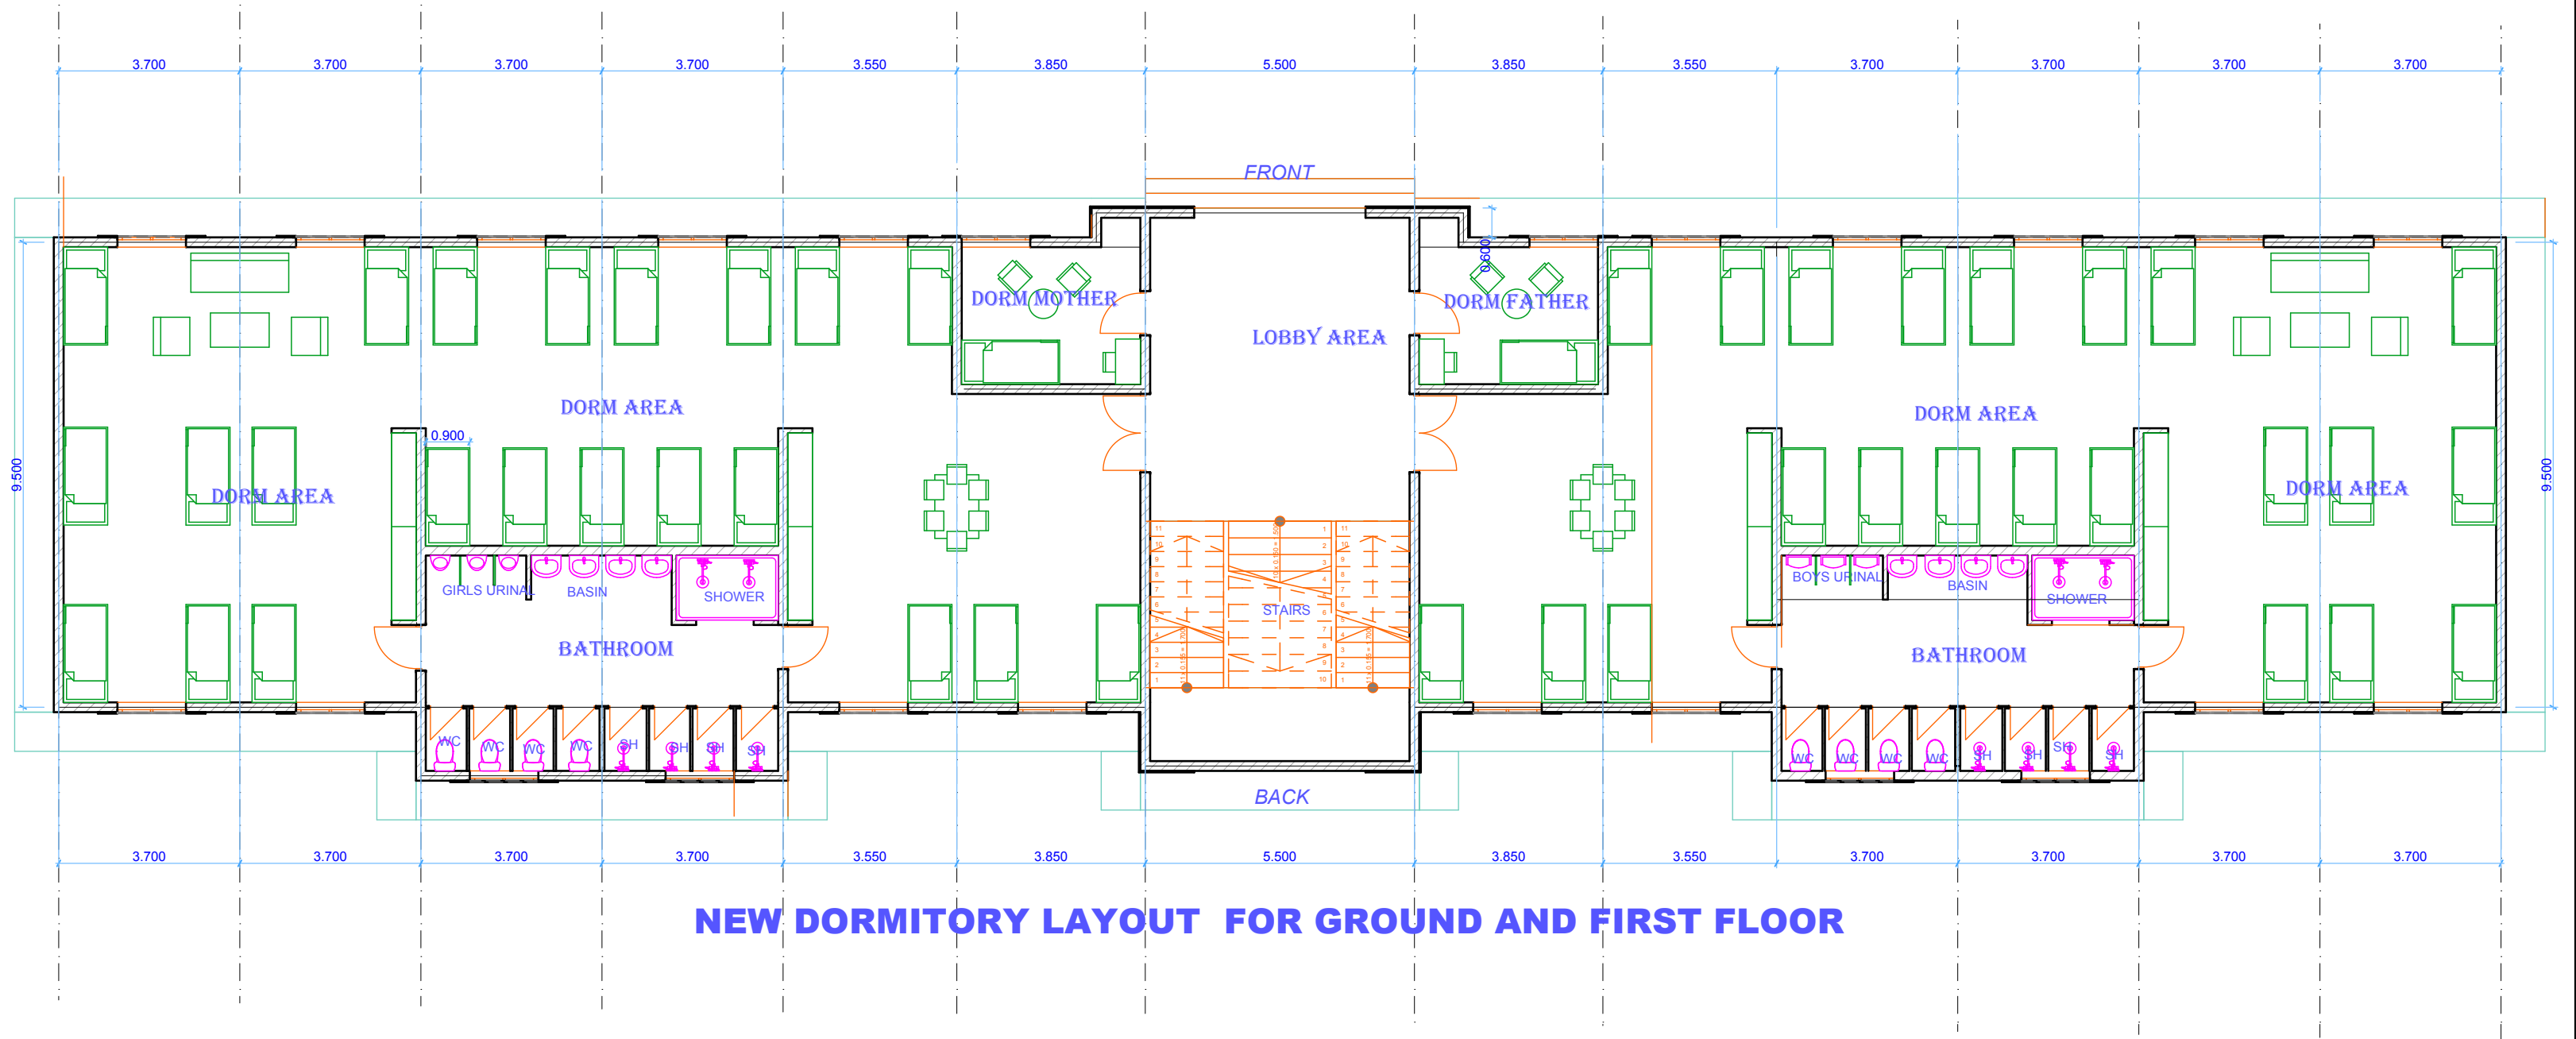 3.700 3.700 3.700 3.700 3.550 3.850 5.500 3.850 3.550 3.700 3.700 3.700 3.700
FRONT
0.600
DORM MOTHER
DORM FATHER
LOBBY AREA
DORM AREA
DORM AREA
0.900
9.500
9.500
DORM AREA
DORM AREA
GIRLS URINAL
BASIN
SHOWER
STAIRS
BOYS URINAL
BASIN
SHOWER
BATHROOM
BATHROOM
WC WC WC WC SH SH SH SH
WC WC WC WC SH SH SH SH
BACK
3.700 3.700 3.700 3.700 3.550 3.850 5.500 3.850 3.550 3.700 3.700 3.700 3.700
NEW DORMITORY LAYOUT FOR GROUND AND FIRST FLOOR